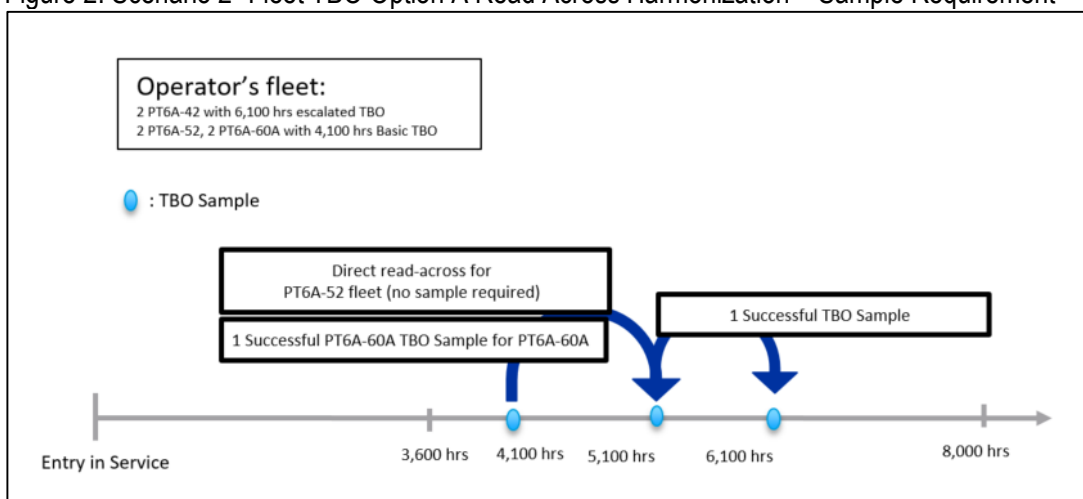 Figure 2. Scenario 2 Fleet TBO Option A Read Across Harmonization Sample Requirement
Operator's fleet:
2 PT6A-42 with 6,100 hrs escalated TBO
2 PT6A-52, 2 PT6A-60A with 4,100 hrs Basic TBO
: TBO Sample
Direct read-across for
PT6A-52 fleet (no sample required)
1 Successful PT6A-60A TBO Sample for PT6A-60A
1 Successful TBO Sample
Entry in Service
3,600 hrs
4,100 hrs
5,100 hrs
6,100 hrs
8,000 hrs